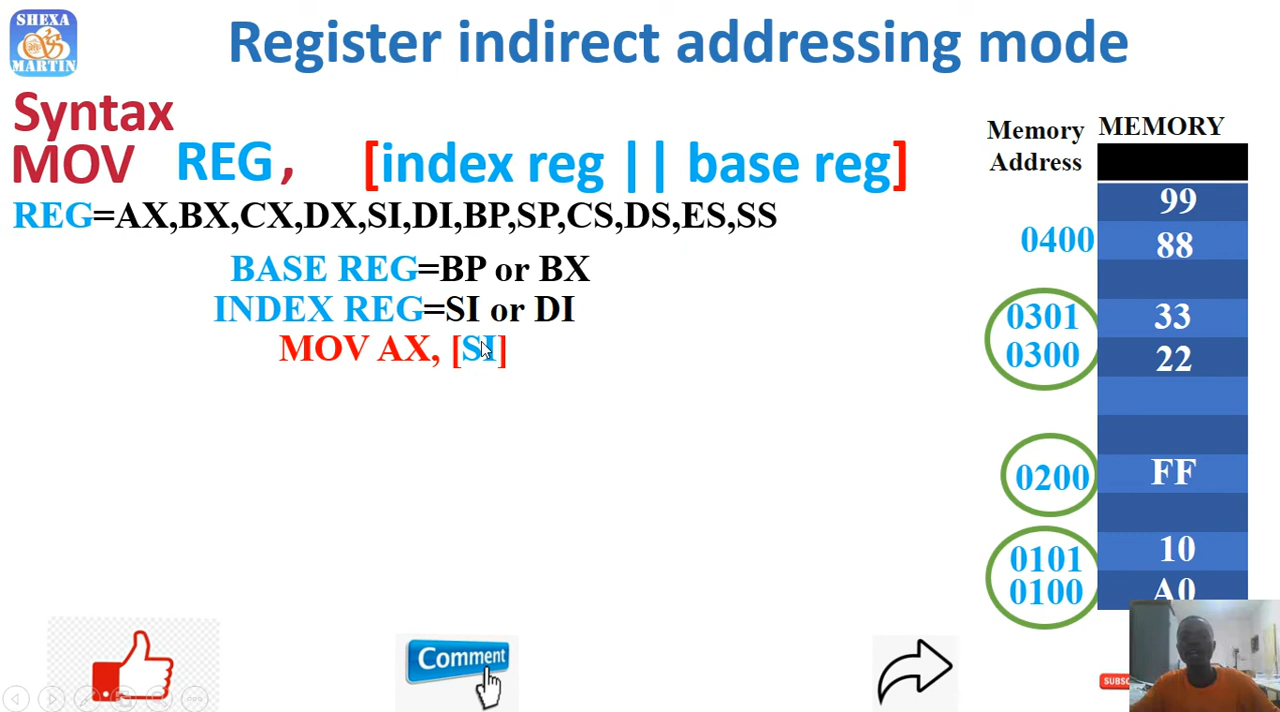 SHEXA
MARTIN
Register indirect addressing mode
Syntax
MOV REG, [index reg || base reg]
REG=AX,BX,CX,DX,SI,DI,BP,SP,CS,DS,ES,SS
BASE REG=BP or BX
INDEX REG=SI or DI
MOV AX, [SI]
Memory
Address
MEMORY
99
0400 88
0301 33
0300 22
0200 FF
0101 10
0100 A0
Comment
SUBSC